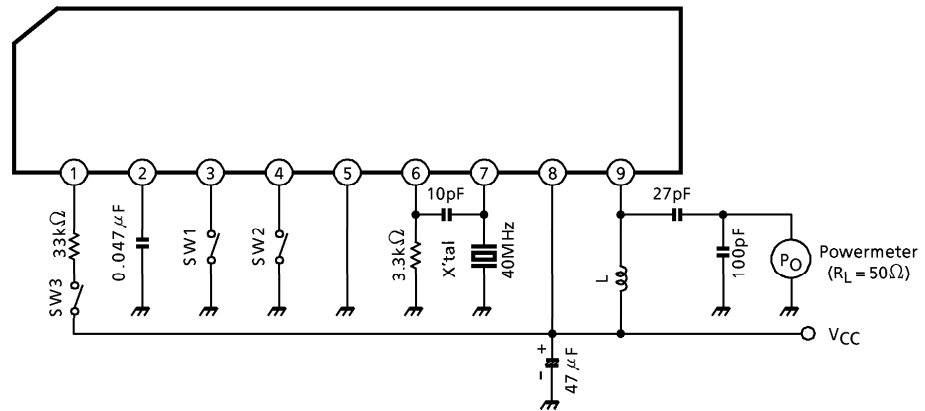 1 2 3 4 5 6 7 8 9
33kΩ
SW3
0.047μF
SW1
SW2
3.3kΩ
10pF
X'tal
40MHz
L
27pF
100pF
PO
Powermeter
(RL = 50Ω)
VCC
+
−
47μF